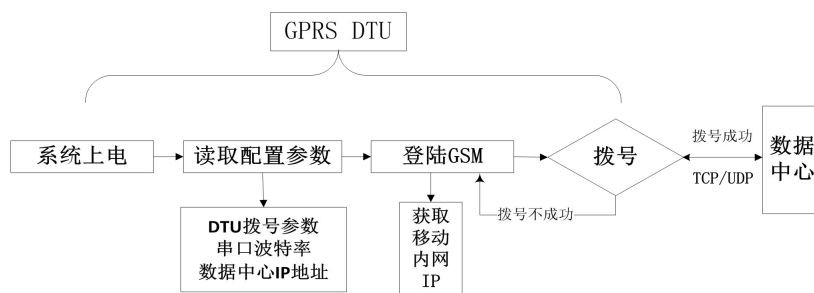 GPRS DTU
系统上电
读取配置参数
登陆GSM
拨号
拨号成功
TCP/UDP
数据
中心
拨号不成功
DTU拨号参数
串口波特率
数据中心IP地址
获取
移动
内网
IP